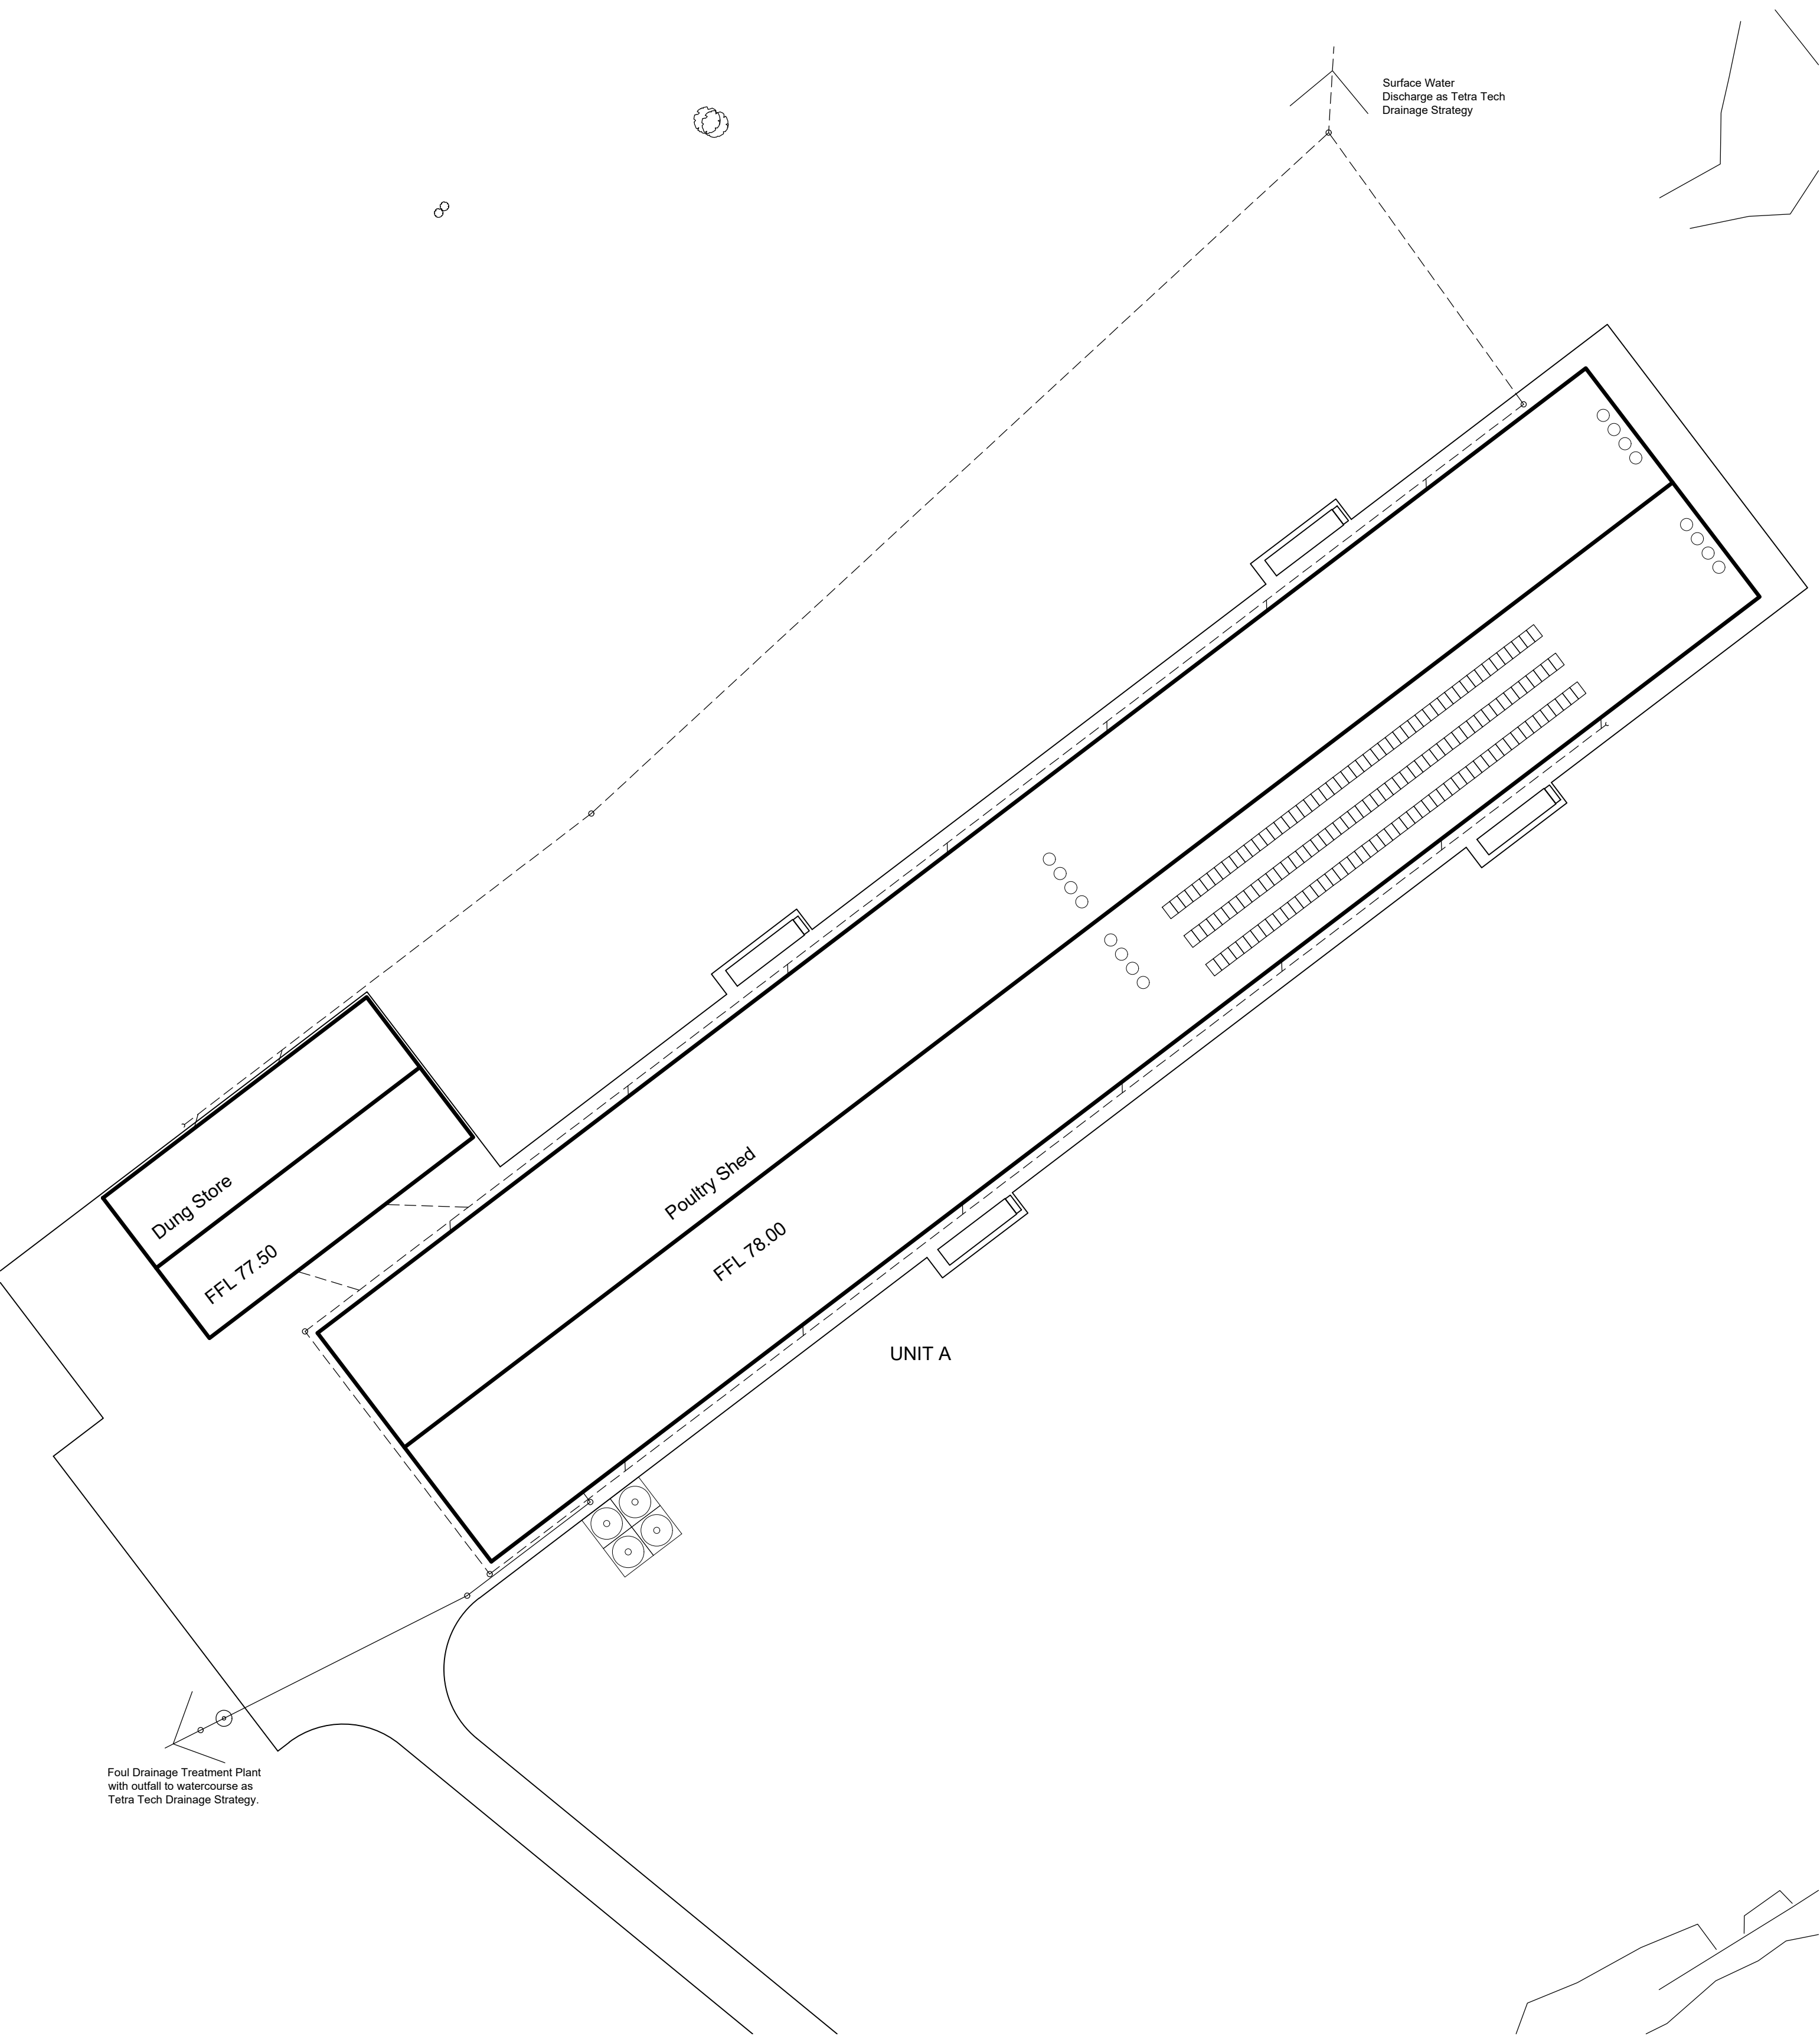 Surface Water
Discharge as Tetra Tech
Drainage Strategy
Dung Store
FFL 77.50
Poultry Shed
FFL 78.00
UNIT A
Foul Drainage Treatment Plant
with outfall to watercourse as
Tetra Tech Drainage Strategy.